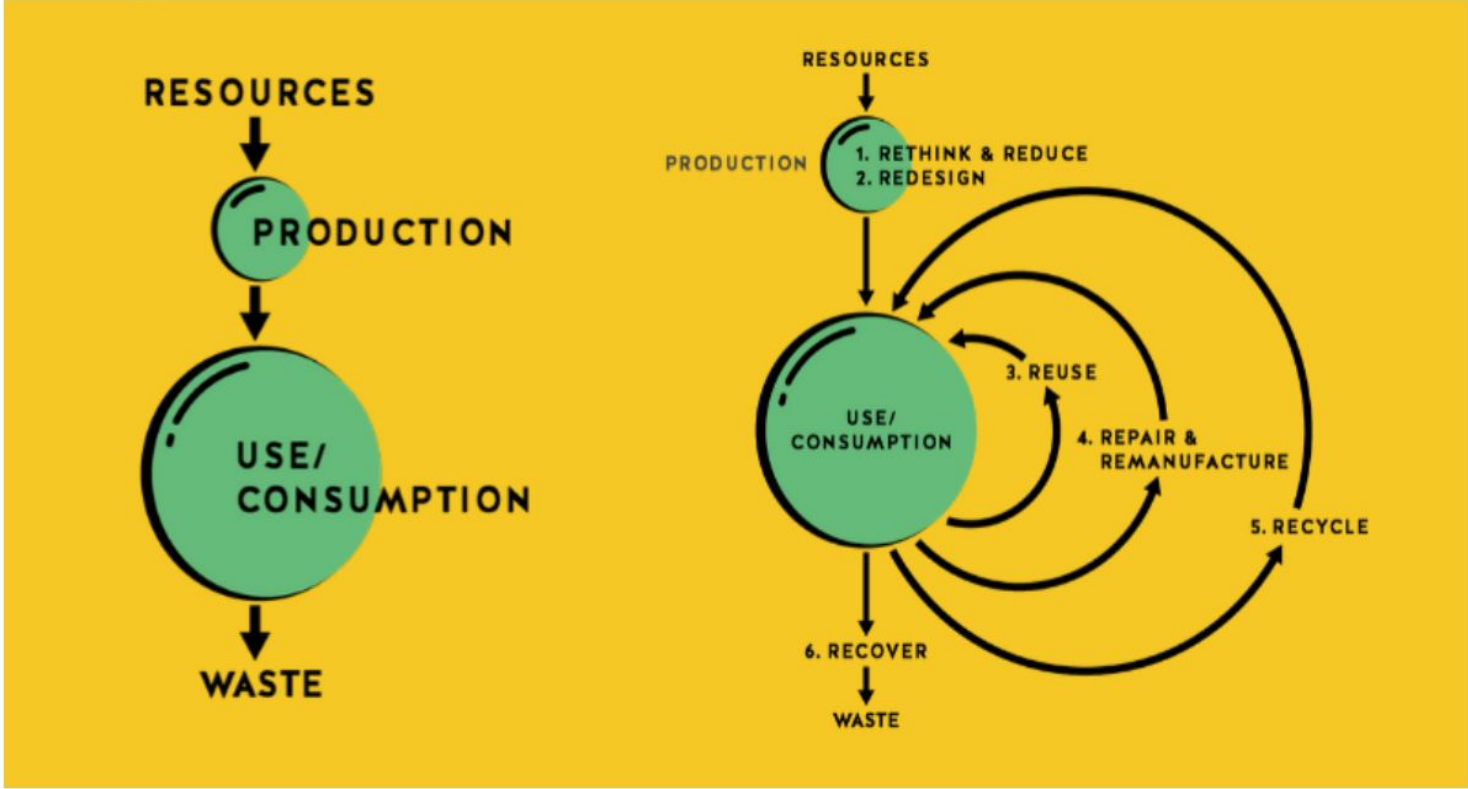 RESOURCES
PRODUCTION
USE/
CONSUMPTION
WASTE
RESOURCES
PRODUCTION
1. RETHINK & REDUCE
2. REDESIGN
USE/
CONSUMPTION
3. REUSE
4. REPAIR &
REMANUFACTURE
5. RECYCLE
6. RECOVER
WASTE